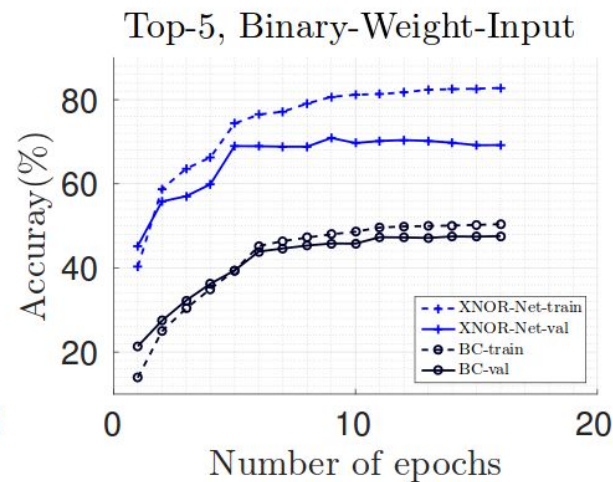 Top-5, Binary-Weight-Input
Accuray(%)
80
60
40
20
0
10
20
Number of epochs
XNOR-Net-train
XNOR-Net-val
BC-train
BC-val